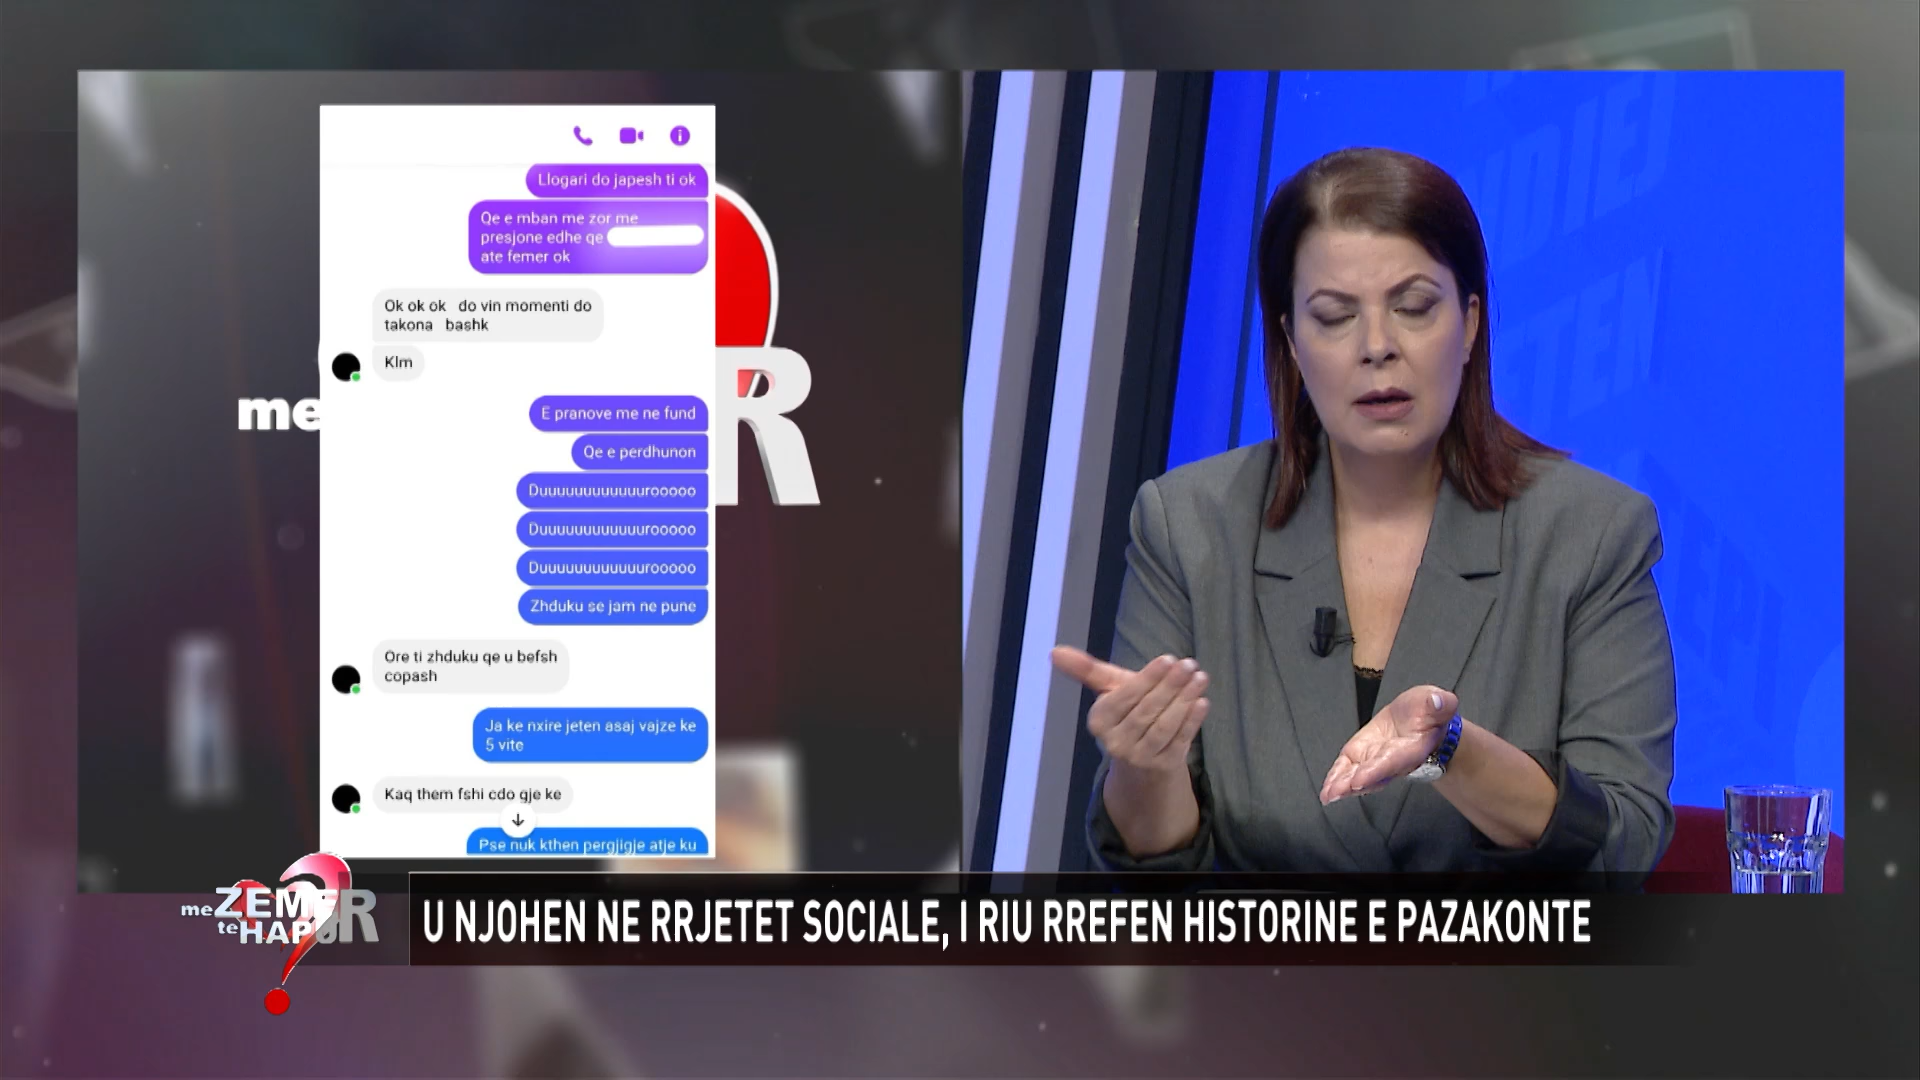 Llogari do japesh ti ok
Qe e mban me zor me
presjone edhe qe
ate femer ok
Ok ok ok do vin momenti do
takona bashk
Klm
E pranove me ne fund
Qe e perdhunon
Duuuuuuuuuuuurooooo
Duuuuuuuuuuuurooooo
Duuuuuuuuuuuurooooo
Zhduku se jam ne pune
Ore ti zhduku qe u befsh
copash
Ja ke nxire jeten asaj vajze ke
5 vite
Kaq them fshi cdo gje ke
Pse nuk kthen pergjigje atje ku
me
R
me ZEMER
te HAPUR
U NJOHEN NE RRJETET SOCIALE, I RIU RREFEN HISTORINE E PAZAKONTE